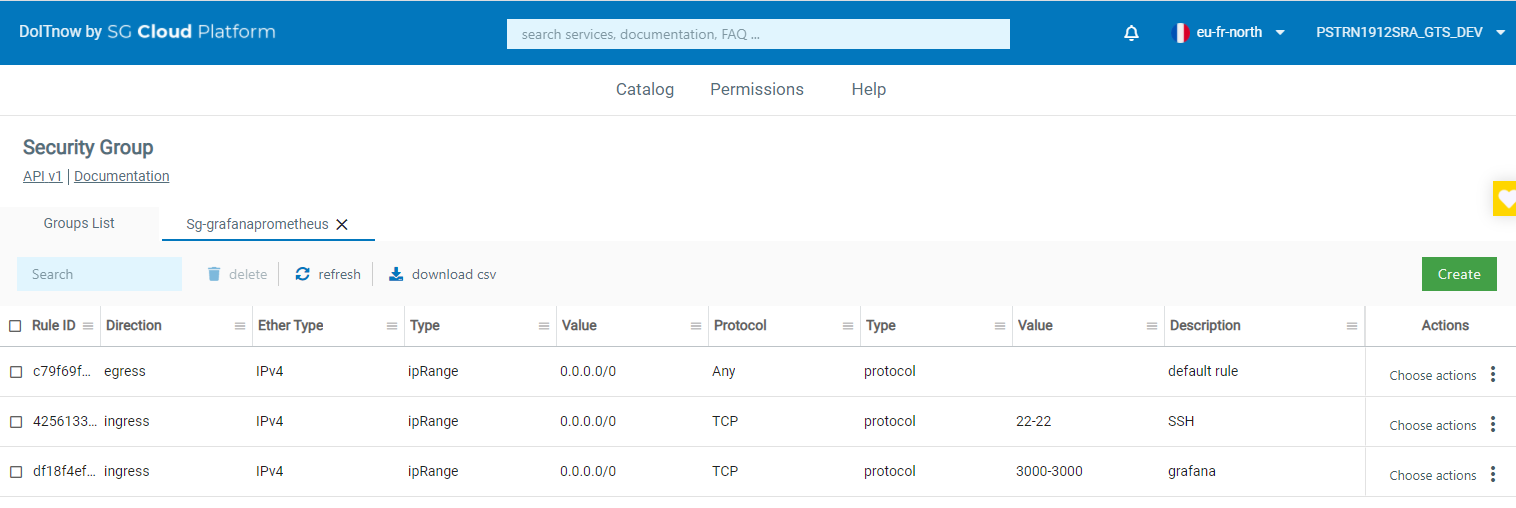 DoITnow by SG Cloud Platform
search services, documentation, FAQ ...
eu-fr-north
PSTRN1912SRA_GTS_DEV
Catalog Permissions Help
Security Group
API v1 | Documentation
Groups List Sg-grafanaprometheus
Search delete refresh download csv Create
Rule ID Direction Ether Type Type Value Protocol Type Value Description Actions
c79f69f... egress IPv4 ipRange 0.0.0.0/0 Any protocol default rule Choose actions
4256133... ingress IPv4 ipRange 0.0.0.0/0 TCP protocol 22-22 SSH Choose actions
df18f4ef... ingress IPv4 ipRange 0.0.0.0/0 TCP protocol 3000-3000 grafana Choose actions